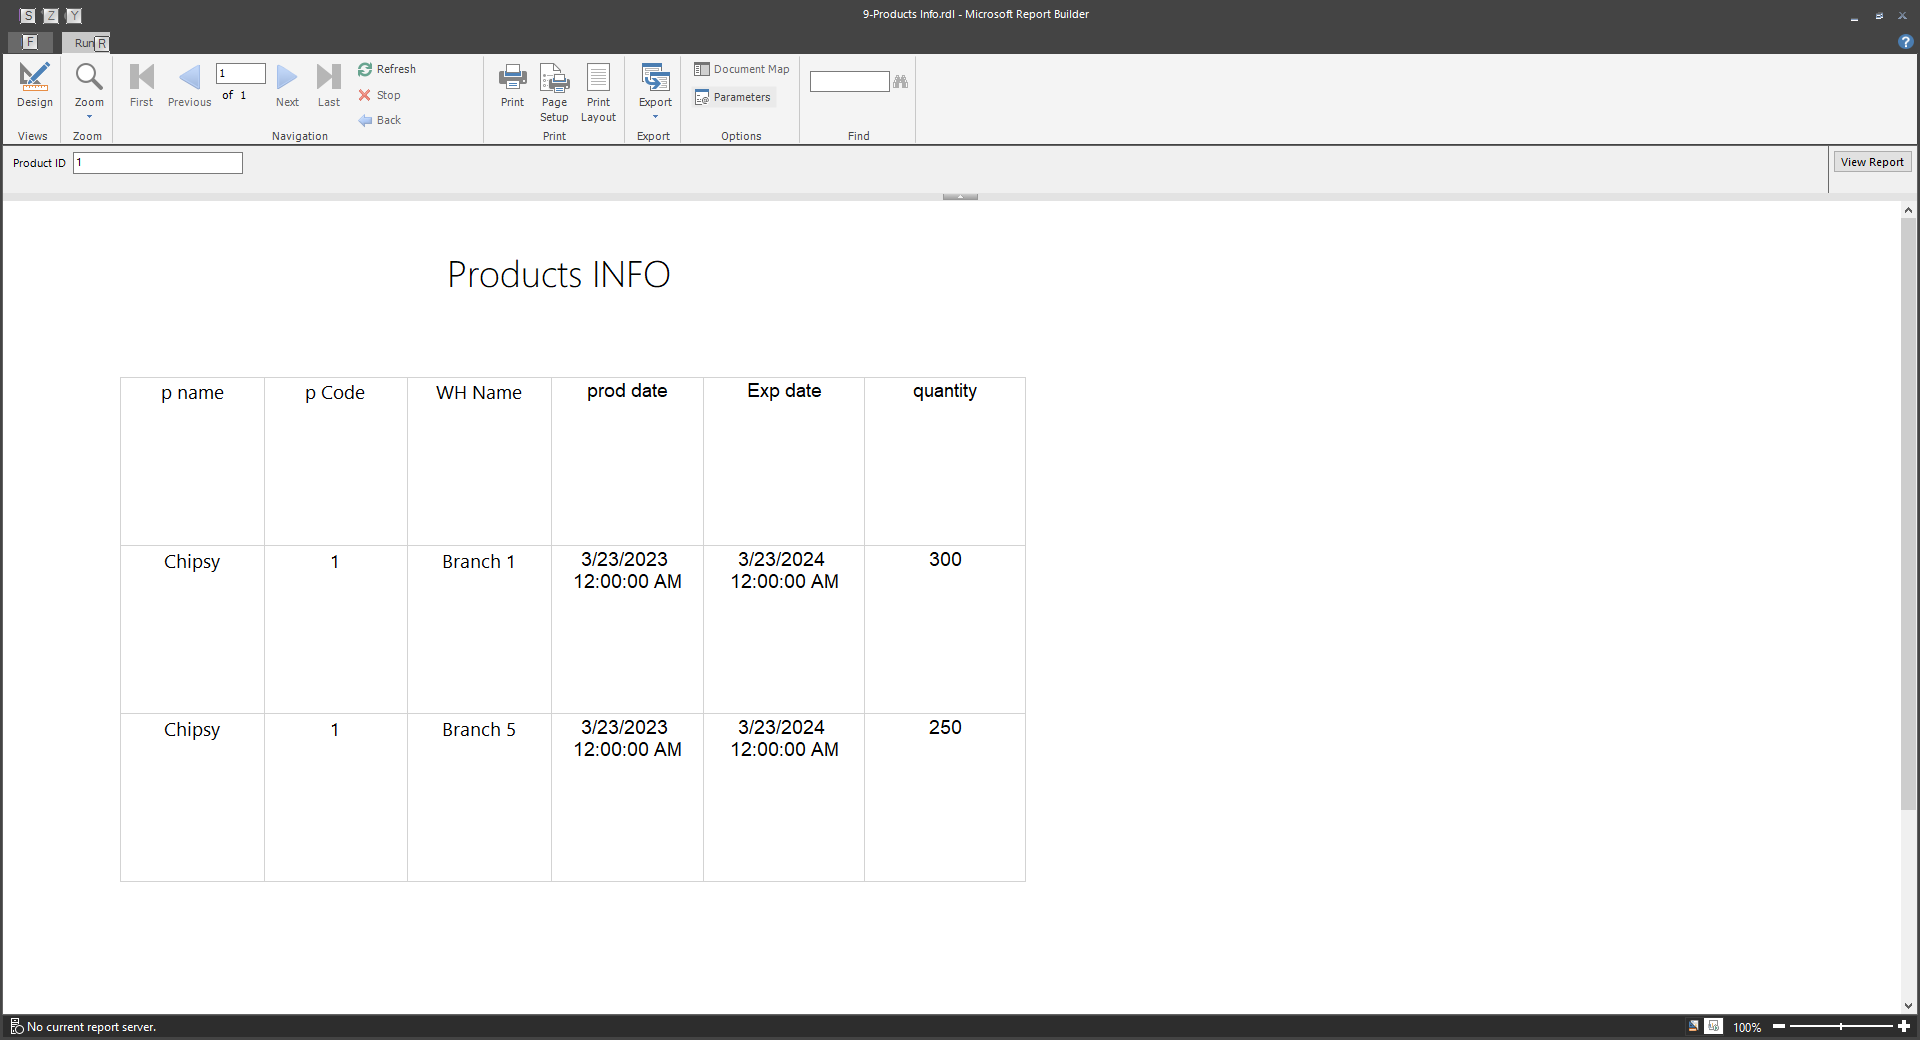 S Z Y
9-Products Info.rdl - Microsoft Report Builder
F
Run R
Design
Zoom
First
Previous
1
of 1
Next
Last
Refresh
Stop
Back
Print
Page Setup
Print Layout
Export
Document Map
Parameters
Views
Zoom
Navigation
Print
Export
Options
Find
Product ID 1
View Report
Products INFO
p name p Code WH Name prod date Exp date quantity
Chipsy 1 Branch 1 3/23/2023 12:00:00 AM 3/23/2024 12:00:00 AM 300
Chipsy 1 Branch 5 3/23/2023 12:00:00 AM 3/23/2024 12:00:00 AM 250
No current report server.
100%